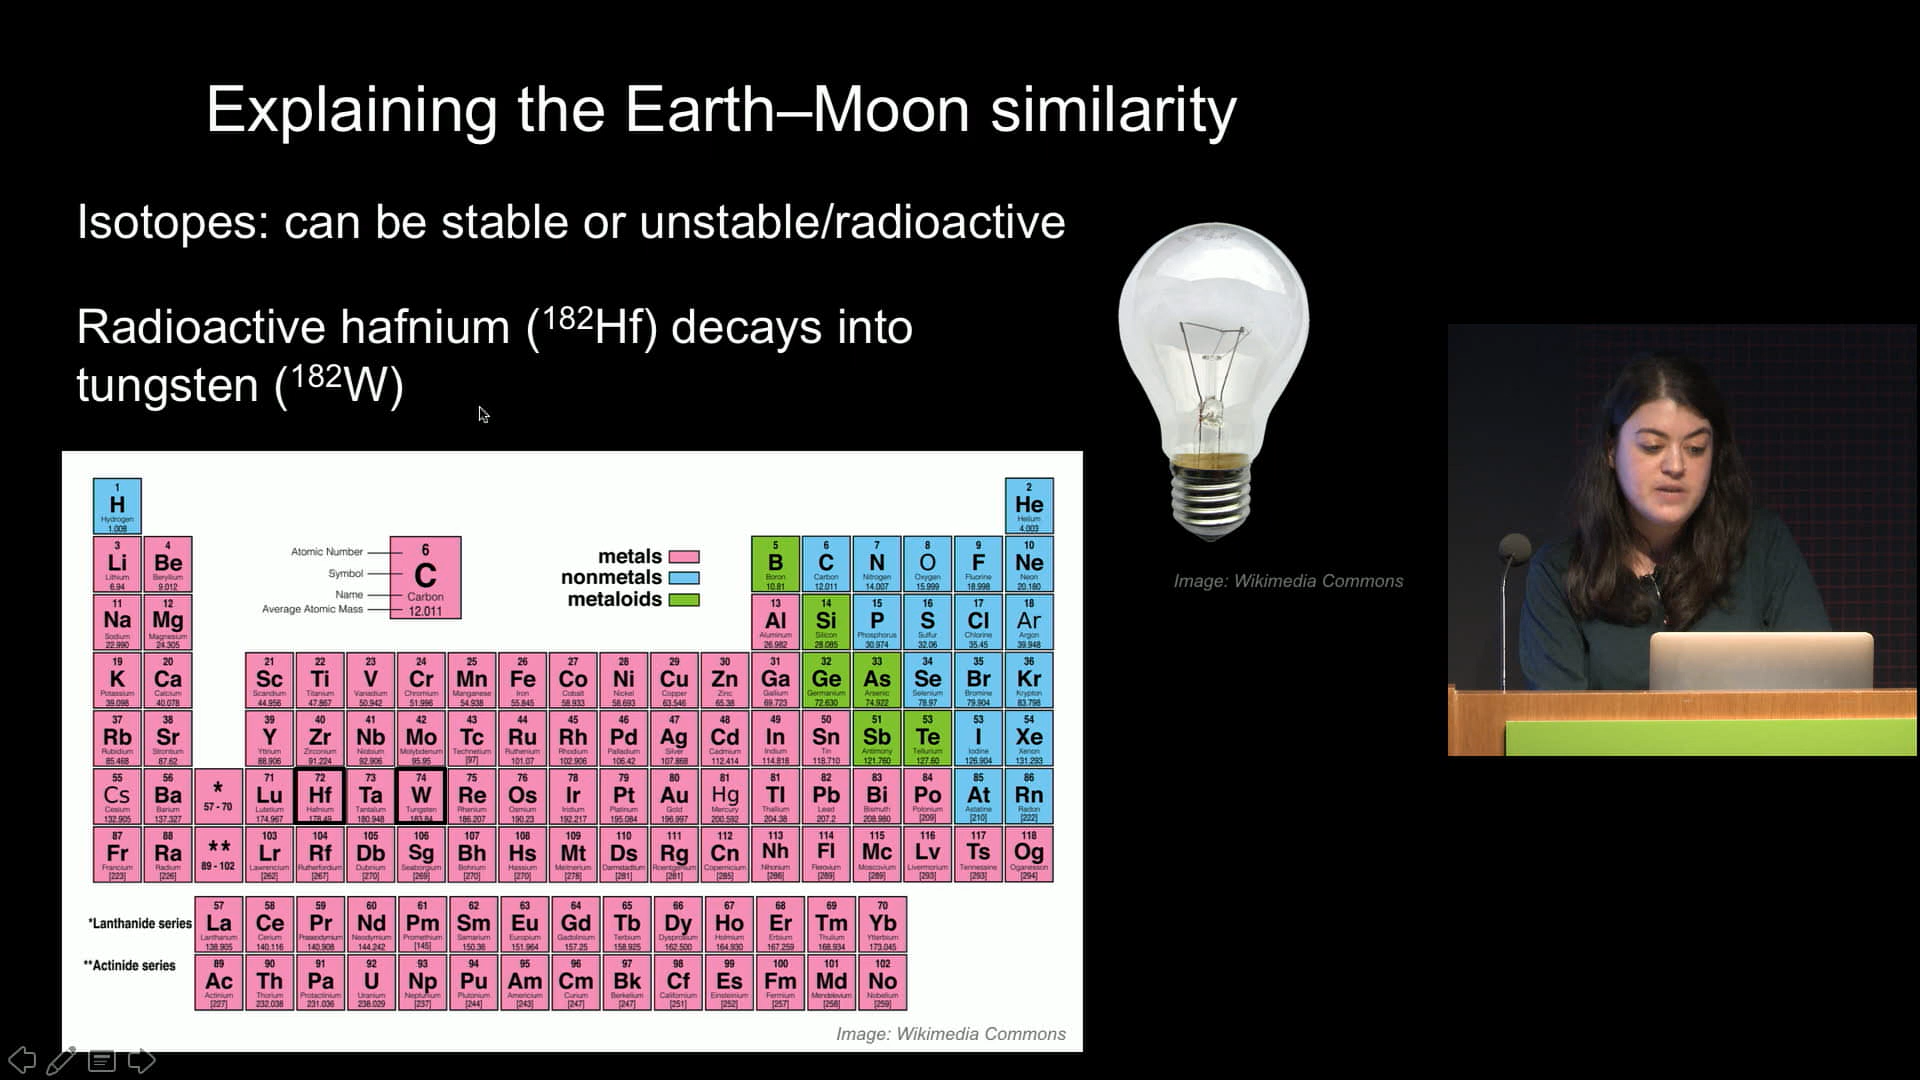 Explaining the Earth–Moon similarity
Isotopes: can be stable or unstable/radioactive
Radioactive hafnium (¹⁸²Hf) decays into
tungsten (¹⁸²W)
Image: Wikimedia Commons
1 2
H He
Hydrogen Helium
1.008 4.003
Atomic Number
Symbol
Name
Average Atomic Mass
6
C
Carbon
12.011
metals
nonmetals
metaloids
3 4 5 6 7 8 9 10
Li Be B C N O F Ne
Lithium Beryllium Boron Carbon Nitrogen Oxygen Fluorine Neon
6.94 9.012 10.81 12.011 14.007 15.999 18.998 20.180
11 12 13 14 15 16 17 18
Na Mg Al Si P S Cl Ar
Sodium Magnesium Aluminum Silicon Phosphorus Sulfur Chlorine Argon
22.990 24.305 26.982 28.085 30.974 32.06 35.45 39.948
19 20 21 22 23 24 25 26 27 28 29 30 31 32 33 34 35 36
K Ca Sc Ti V Cr Mn Fe Co Ni Cu Zn Ga Ge As Se Br Kr
Potassium Calcium Scandium Titanium Vanadium Chromium Manganese Iron Cobalt Nickel Copper Zinc Gallium Germanium Arsenic Selenium Bromine Krypton
39.098 40.078 44.956 47.867 50.942 51.996 54.938 55.845 58.933 58.693 63.546 65.38 69.723 72.630 74.922 78.97 79.904 83.798
37 38 39 40 41 42 43 44 45 46 47 48 49 50 51 53 53 54
Rb Sr Y Zr Nb Mo Tc Ru Rh Pd Ag Cd In Sn Sb Te I Xe
Rubidium Strontium Yttrium Zirconium Niobium Molybdenum Technetium Ruthenium Rhodium Palladium Silver Cadmium Indium Tin Antimony Tellurium Iodine Xenon
85.468 87.62 88.906 91.224 92.906 95.95 [97] 101.07 102.906 106.42 107.868 112.414 114.818 118.710 121.760 127.60 126.904 131.293
55 56 * 71 72 73 74 75 76 78 79 80 81 81 82 83 84 85 86
Cs Ba 57 - 70 Lu Hf Ta W Re Os Ir Pt Au Hg Tl Pb Bi Po At Rn
Cesium Barium Lutetium Hafnium Tantalum Tungsten Rhenium Osmium Iridium Platinum Gold Mercury Thallium Lead Bismuth Polonium Astatine Radon
132.905 137.327 174.967 178.49 180.948 183.84 186.207 190.23 192.217 195.084 196.997 200.592 204.38 207.2 208.980 [209] [210] [222]
87 88 ** 103 104 105 106 107 108 109 110 111 112 113 114 115 116 117 118
Fr Ra 89 - 102 Lr Rf Db Sg Bh Hs Mt Ds Rg Cn Nh Fl Mc Lv Ts Og
Francium Radium Lawrencium Rutherfordium Dubnium Seaborgium Bohrium Hassium Meitnerium Darmstadtium Roentgenium Copernicium Nihonium Flerovium Moscovium Livermorium Tennessine Oganesson
[223] [226] [262] [267] [270] [269] [270] [270] [278] [281] [281] [285] [286] [289] [289] [293] [293] [294]
57 58 59 60 61 62 63 64 65 66 67 68 69 70
*Lanthanide series La Ce Pr Nd Pm Sm Eu Gd Tb Dy Ho Er Tm Yb
Lanthanum Cerium Praseodymium Neodymium Promethium Samarium Europium Gadolinium Terbium Dysprosium Holmium Erbium Thulium Ytterbium
138.905 140.116 140.908 144.242 [145] 150.36 151.964 157.25 158.925 162.500 164.930 167.259 168.934 173.045
89 90 91 92 93 94 95 96 97 98 99 100 101 102
**Actinide series Ac Th Pa U Np Pu Am Cm Bk Cf Es Fm Md No
Actinium Thorium Protactinium Uranium Neptunium Plutonium Americium Curium Berkelium Californium Einsteinium Fermium Mendelevium Nobelium
[227] 232.038 231.036 238.029 [237] [244] [243] [247] [247] [251] [252] [257] [258] [259]
Image: Wikimedia Commons